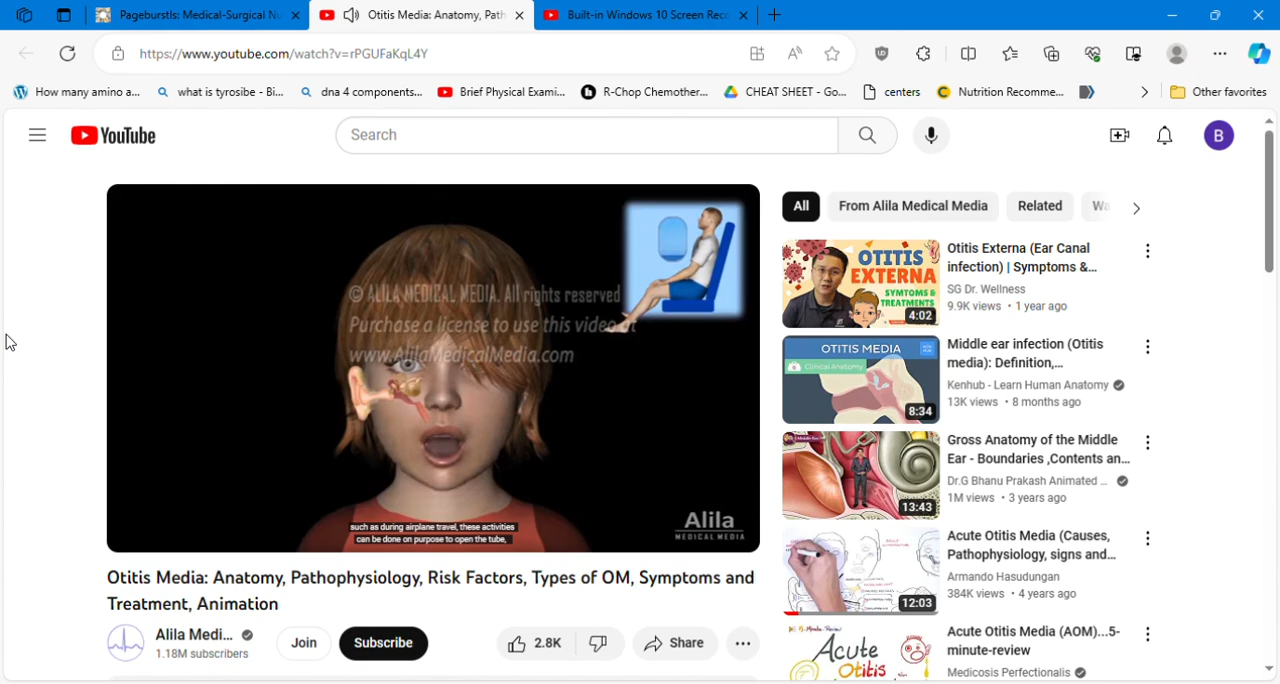 Pageburstls: Medical-Surgical Nu
Otitis Media: Anatomy, Path
Built-in Windows 10 Screen Reco
https://www.youtube.com/watch?v=rPGUFaKqL4Y
How many amino a...
what is tyrosibe - Bi...
dna 4 components...
Brief Physical Exami...
R-Chop Chemother...
CHEAT SHEET - Go...
centers
Nutrition Recomme...
Other favorites
YouTube
Search
B
© ALILA MEDICAL MEDIA. All rights reserved
Purchase a license to use this video at
www.AlilaMedicalMedia.com
such as during airplane travel, these activities
can be done on purpose to open the tube,
Alila
MEDICAL MEDIA
Otitis Media: Anatomy, Pathophysiology, Risk Factors, Types of OM, Symptoms and
Treatment, Animation
Alila Medi...
1.18M subscribers
Join
Subscribe
2.8K
Share
All
From Alila Medical Media
Related
Wa
OTITIS
EXTERNA
SYMTOMS &
TREATMENTS
4:02
Otitis Externa (Ear Canal
infection) | Symptoms &...
SG Dr. Wellness
9.9K views • 1 year ago
OTITIS MEDIA
Clinical Anatomy
8:34
Middle ear infection (Otitis
media): Definition,...
Kenhub - Learn Human Anatomy
13K views • 8 months ago
13:43
Gross Anatomy of the Middle
Ear - Boundaries ,Contents an...
Dr.G Bhanu Prakash Animated ...
1M views • 3 years ago
12:03
Acute Otitis Media (Causes,
Pathophysiology, signs and...
Armando Hasudungan
384K views • 4 years ago
Acute
Otitis
Acute Otitis Media (AOM)...5-
minute-review
Medicosis Perfectionalis